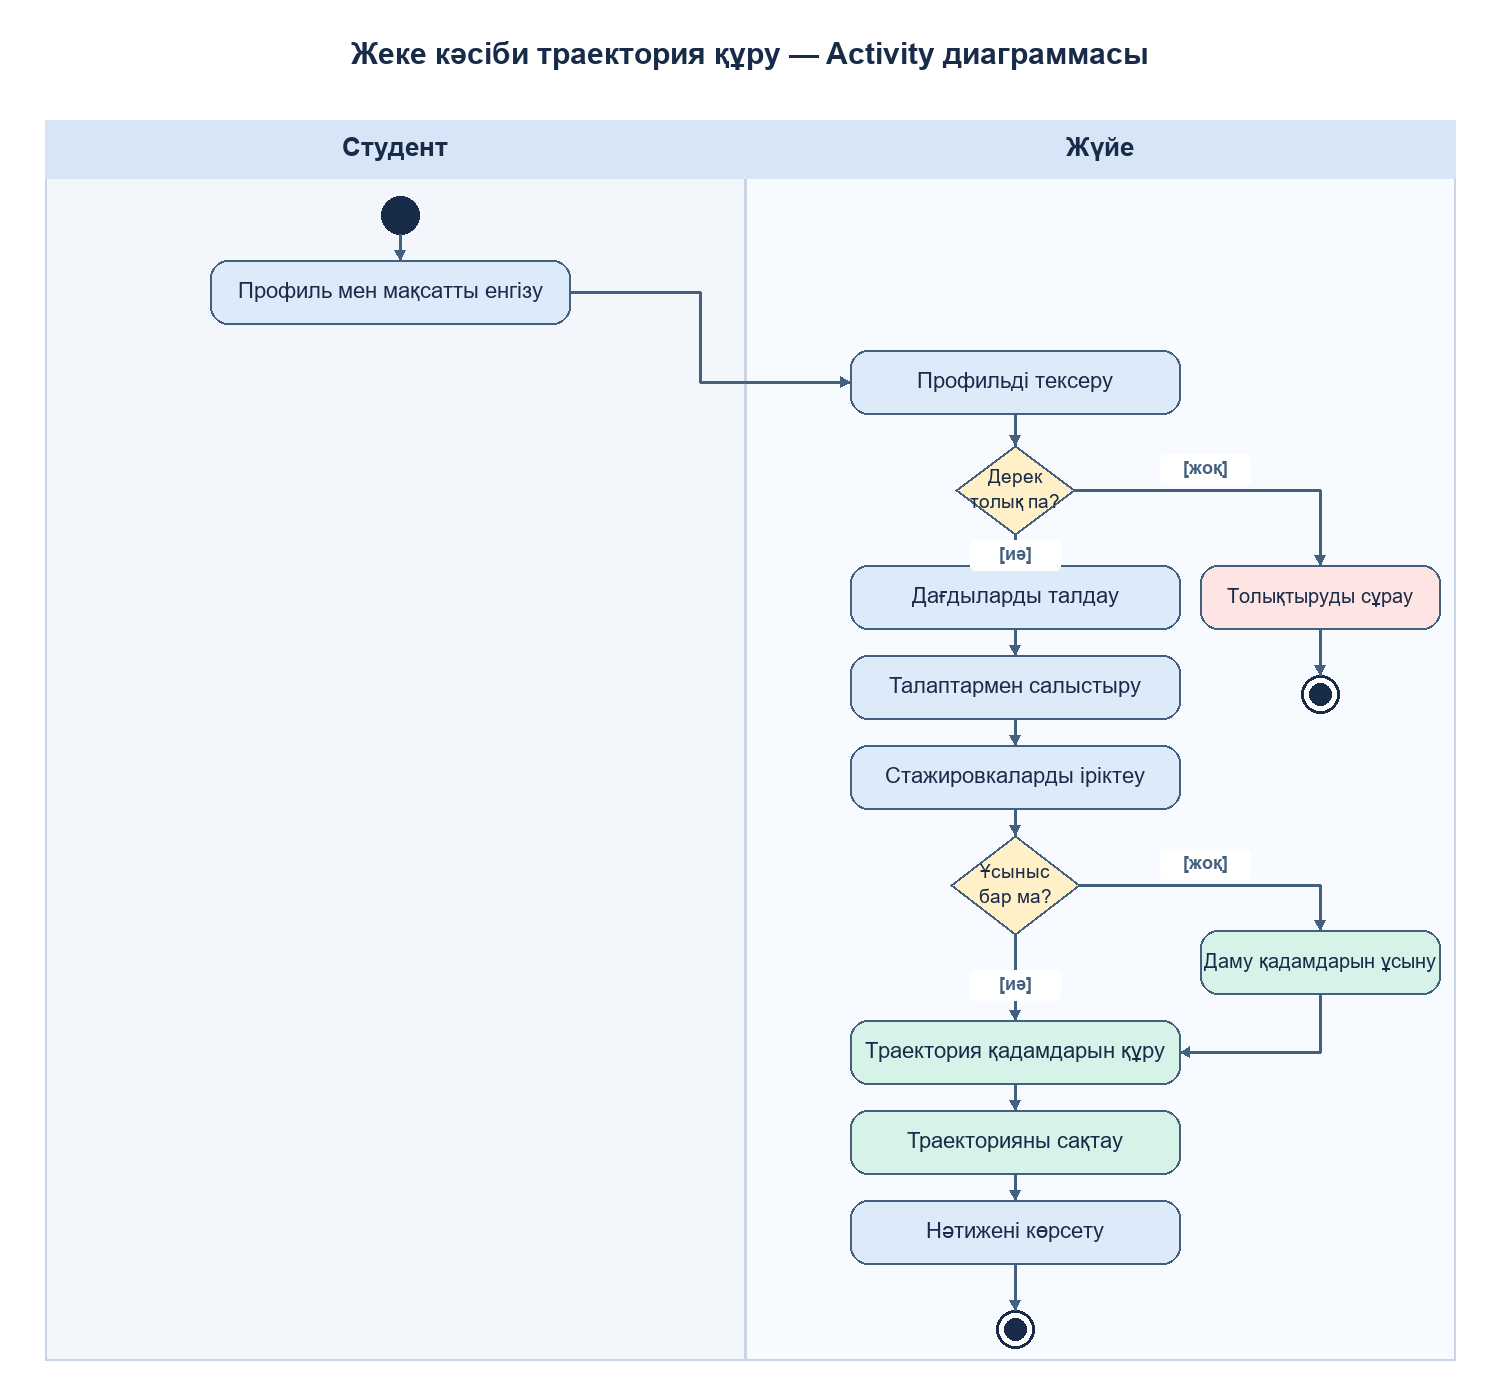 Жеке кәсіби траектория құру — Activity диаграммасы
Студент
Жүйе
Профиль мен мақсатты енгізу
Профильді тексеру
Дерек
толық па?
[жоқ]
[иә]
Дағдыларды талдау
Толықтыруды сұрау
Талаптармен салыстыру
Стажировкаларды іріктеу
Ұсыныс
бар ма?
[жоқ]
Даму қадамдарын ұсыну
[иә]
Траектория қадамдарын құру
Траекторияны сақтау
Нәтижені көрсету